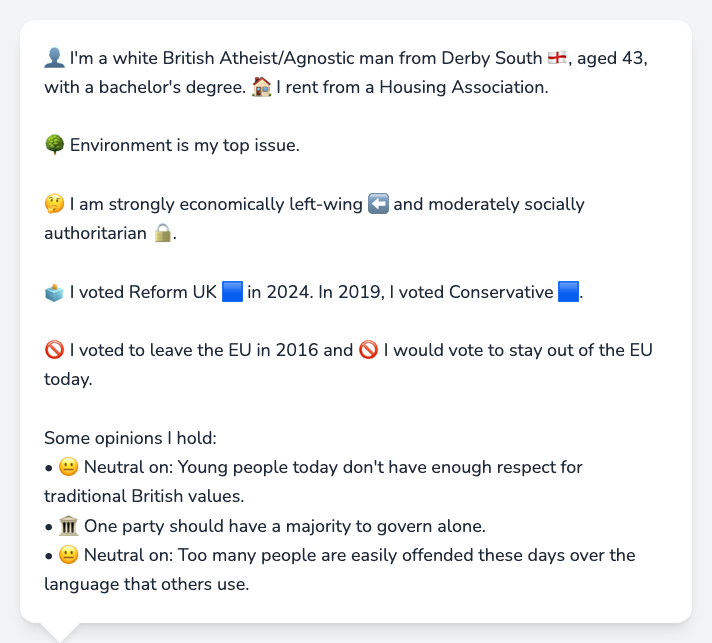 👤 I'm a white British Atheist/Agnostic man from Derby South 🏴󠁧󠁢󠁥󠁮󠁧󠁿, aged 43,
with a bachelor's degree. 🏠 I rent from a Housing Association.
🌳 Environment is my top issue.
🤔 I am strongly economically left-wing ⬅️ and moderately socially
authoritarian 🔒.
🗳️ I voted Reform UK 🟦 in 2024. In 2019, I voted Conservative 🟦.
🚫 I voted to leave the EU in 2016 and 🚫 I would vote to stay out of the EU
today.
Some opinions I hold:
• 😐 Neutral on: Young people today don't have enough respect for
traditional British values.
• 🏛️ One party should have a majority to govern alone.
• 😐 Neutral on: Too many people are easily offended these days over the
language that others use.